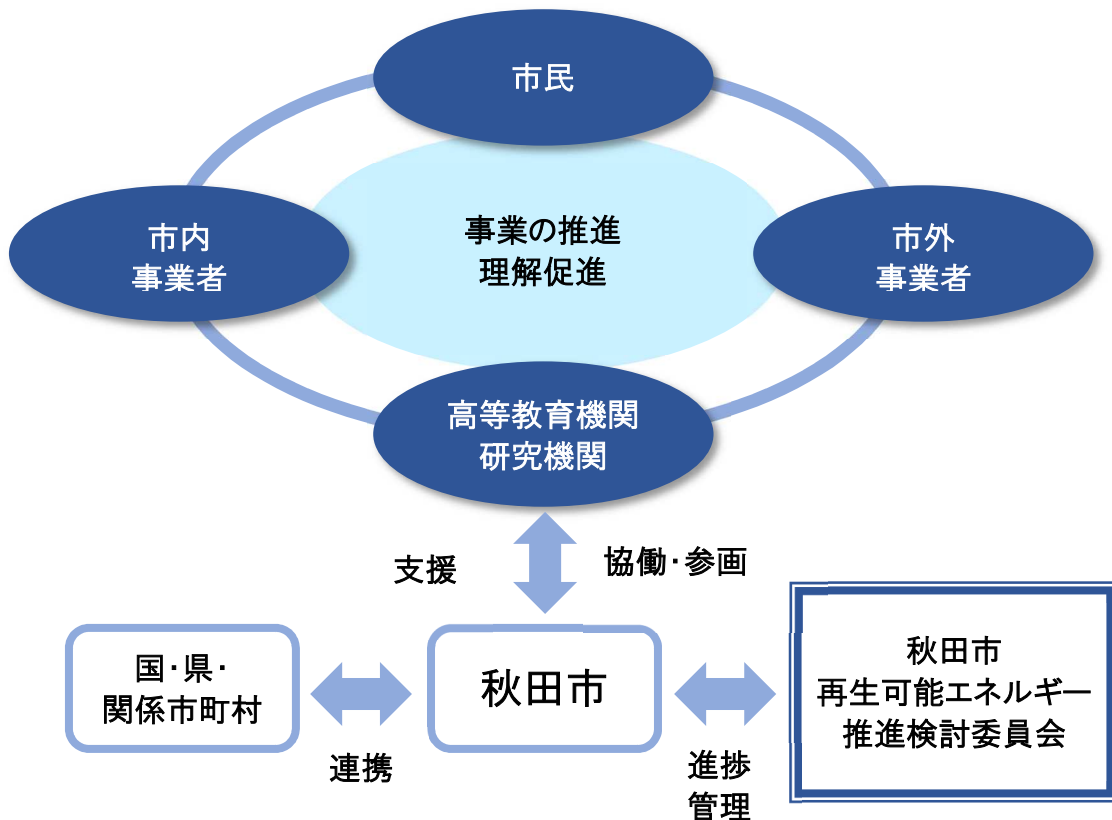 市民
市内
事業者
事業の推進
理解促進
市外
事業者
高等教育機関
研究機関
支援
協働・参画
国・県・
関係市町村
秋田市
秋田市
再生可能エネルギー
推進検討委員会
連携
進捗
管理